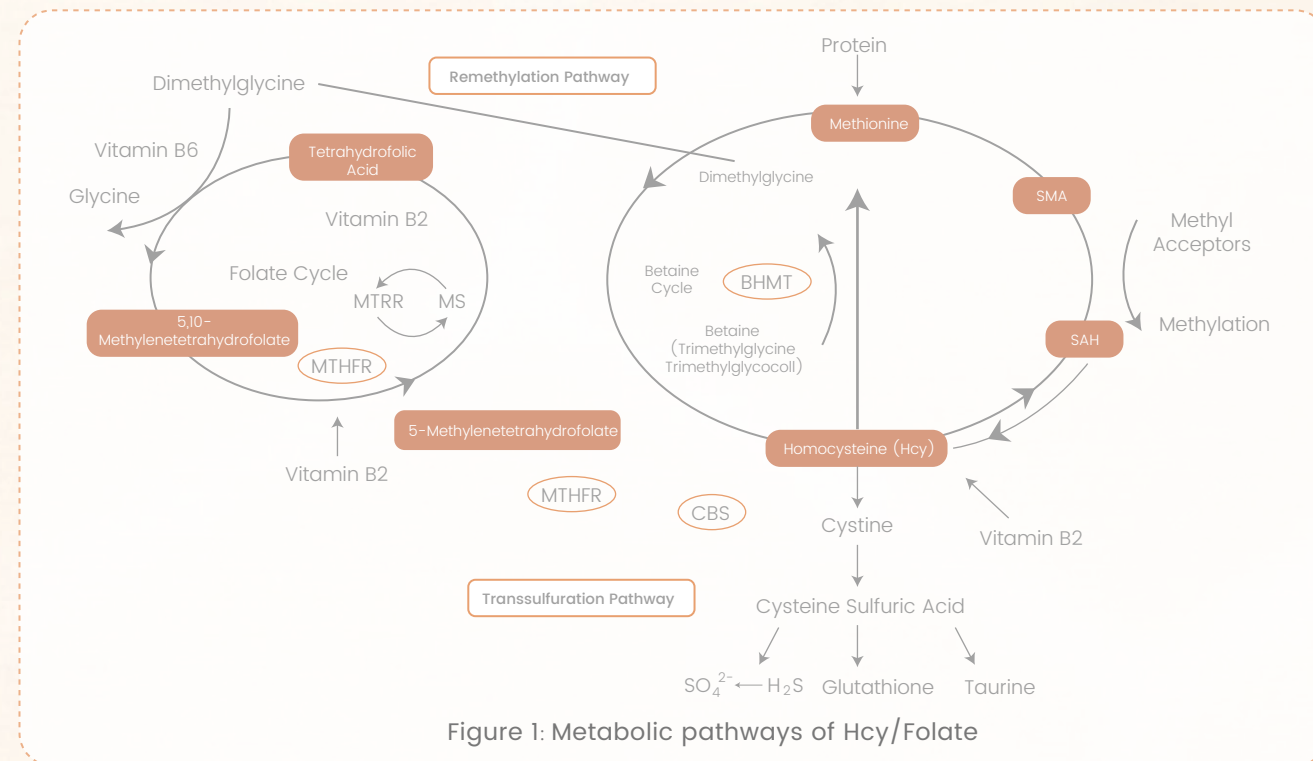 Protein
Remethylation Pathway
Dimethylglycine
Methionine
Tetrahydrofolic
Acid
Vitamin B6
Dimethylglycine
Glycine
SMA
Vitamin B2
Methyl
Acceptors
Folate Cycle
Betaine
Cycle
BHMT
MTRR
MS
5,10-
Methylenetetrahydrofolate
Methylation
Betaine
(Trimethylglycine
Trimethylglycocoll)
SAH
MTHFR
5-Methylenetetrahydrofolate
Homocysteine (Hcy)
Vitamin B2
MTHFR
CBS
Cystine
Vitamin B2
Transsulfuration Pathway
Cysteine Sulfuric Acid
SO₄²⁻
H₂S
Glutathione
Taurine
Figure 1: Metabolic pathways of Hcy/Folate